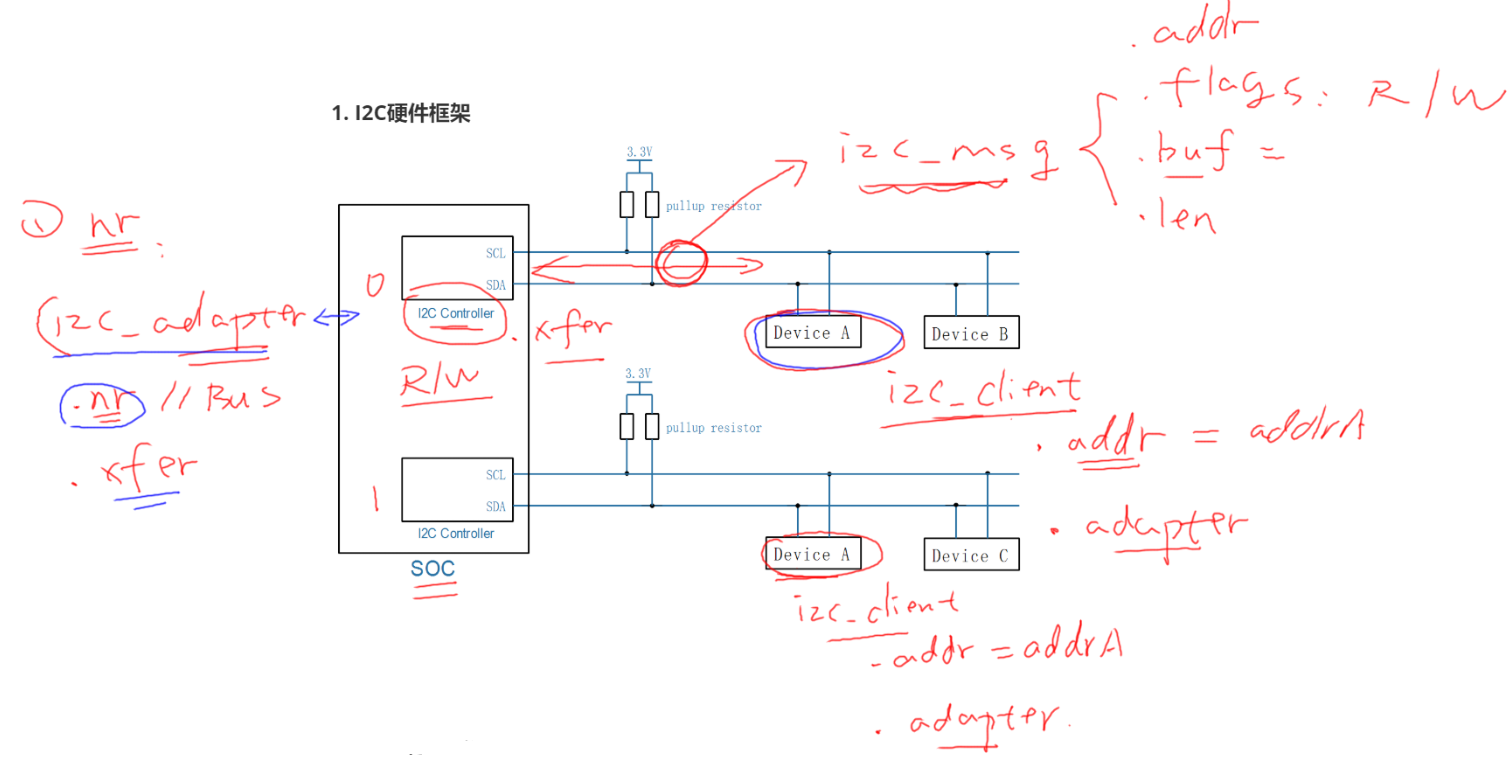 .addr
.flags: R/W
.buf =
.len
i2c_msg
1. I2C硬件框架
① nr:
i2c_adapter
.nr // Bus
.xfer
3.3V
pullup resistor
0
SCL
SDA
I2C Controller
.xfer
R/W
Device A
Device B
i2c_client
.addr = addrA
.adapter
3.3V
pullup resistor
1
SCL
SDA
I2C Controller
SOC
Device A
Device C
i2c_client
.addr = addrA
.adapter.